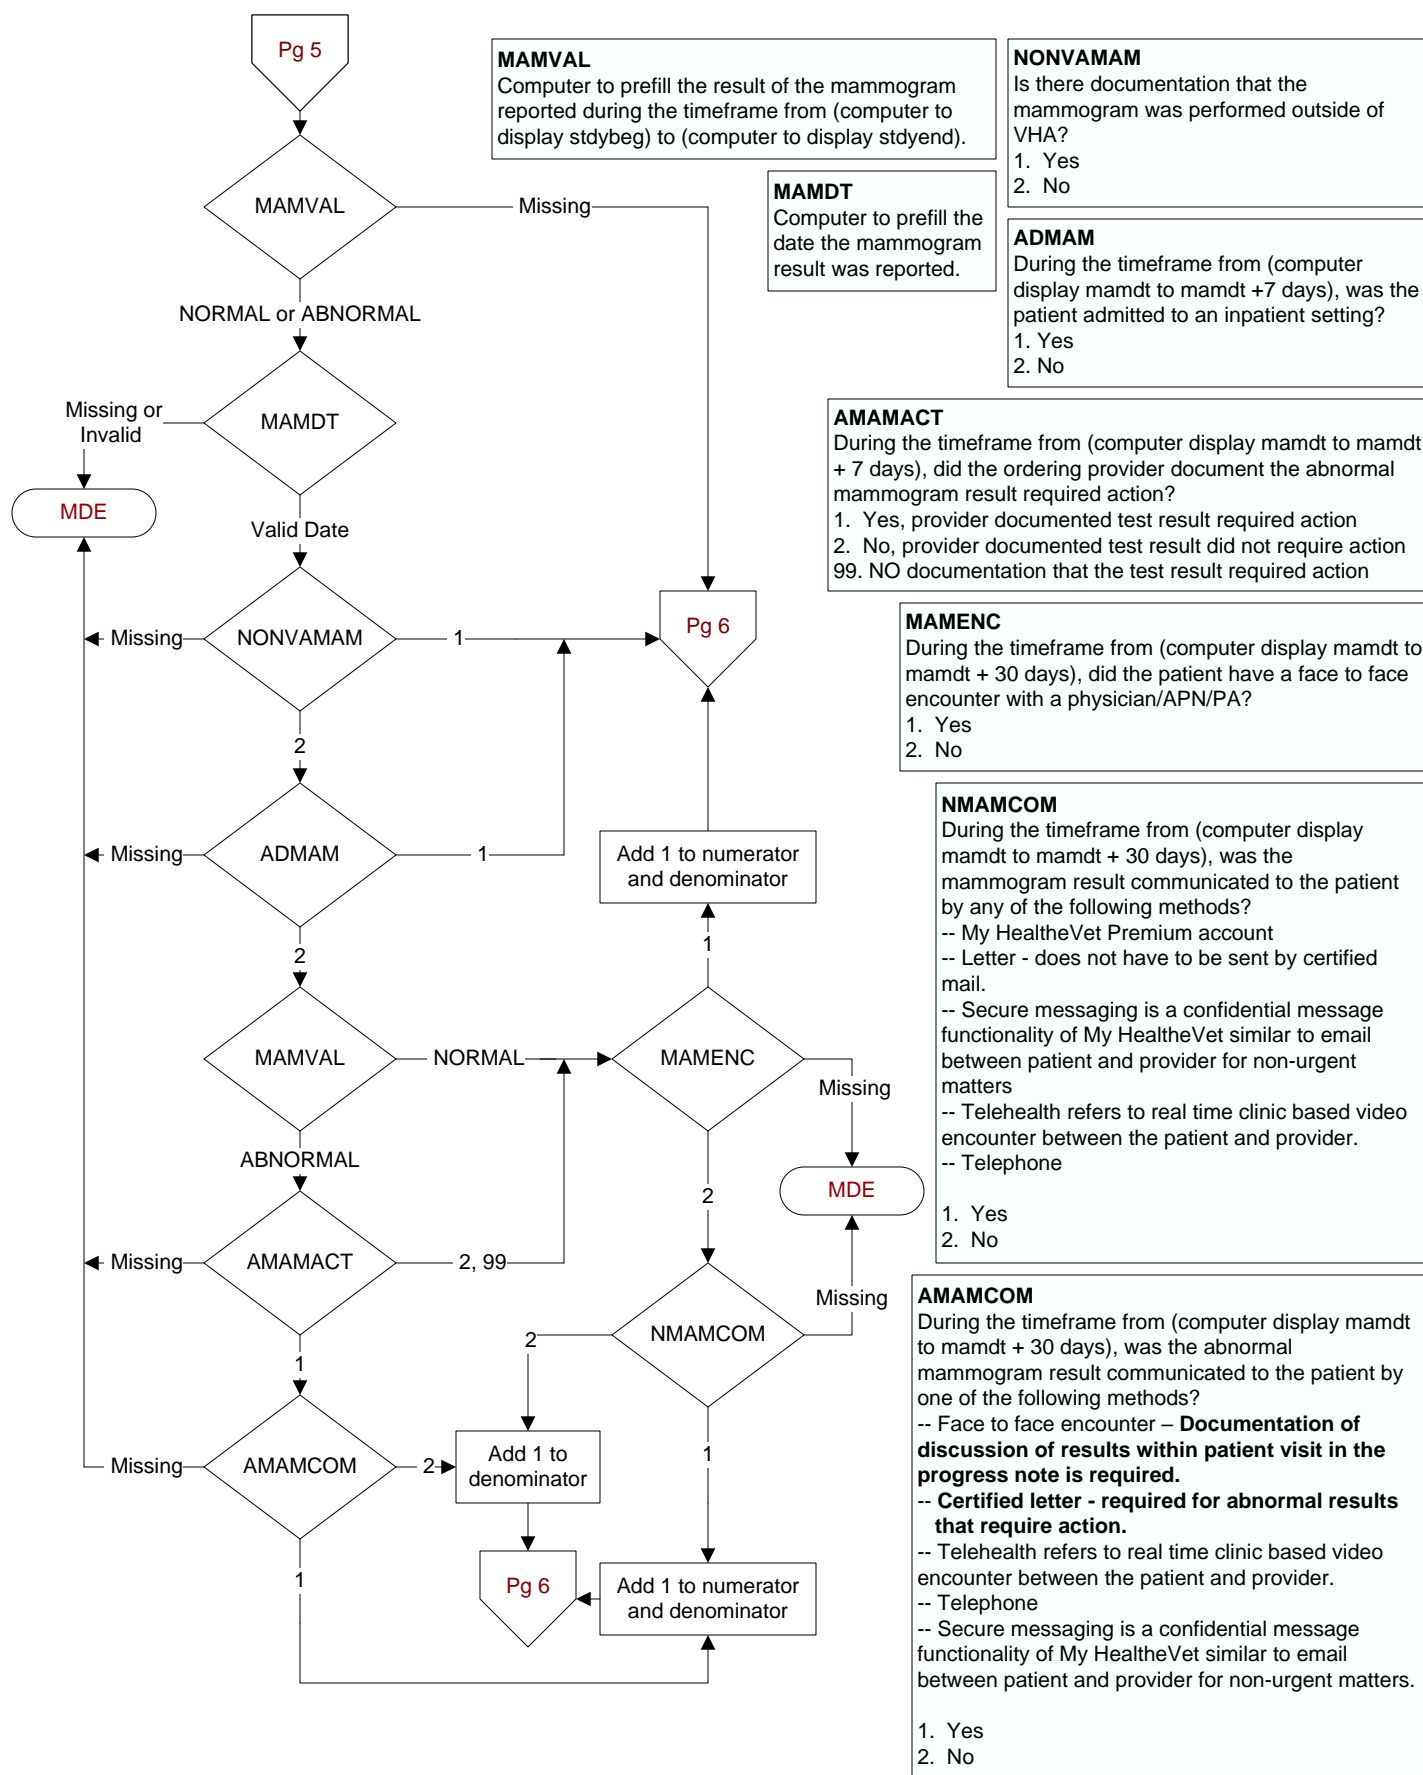 Pg 5
MAMVAL
Computer to prefill the result of the mammogram
reported during the timeframe from (computer to
display stdybeg) to (computer to display stdyend).
NONVAMAM
Is there documentation that the
mammogram was performed outside of
VHA?
1. Yes
2. No
MAMDT
Computer to prefill the
date the mammogram
result was reported.
ADMAM
During the timeframe from (computer
display mamdt to mamdt +7 days), was the
patient admitted to an inpatient setting?
1. Yes
2. No
AMAMACT
During the timeframe from (computer display mamdt to mamdt
+ 7 days), did the ordering provider document the abnormal
mammogram result required action?
1. Yes, provider documented test result required action
2. No, provider documented test result did not require action
99. NO documentation that the test result required action
MAMENC
During the timeframe from (computer display mamdt to
mamdt + 30 days), did the patient have a face to face
encounter with a physician/APN/PA?
1. Yes
2. No
NMAMCOM
During the timeframe from (computer display
mamdt to mamdt + 30 days), was the
mammogram result communicated to the patient
by any of the following methods?
-- My HealtheVet Premium account
-- Letter - does not have to be sent by certified
mail.
-- Secure messaging is a confidential message
functionality of My HealtheVet similar to email
between patient and provider for non-urgent
matters
-- Telehealth refers to real time clinic based video
encounter between the patient and provider.
-- Telephone
1. Yes
2. No
AMAMCOM
During the timeframe from (computer display mamdt
to mamdt + 30 days), was the abnormal
mammogram result communicated to the patient by
one of the following methods?
-- Face to face encounter – Documentation of
discussion of results within patient visit in the
progress note is required.
-- Certified letter - required for abnormal results
that require action.
-- Telehealth refers to real time clinic based video
encounter between the patient and provider.
-- Telephone
-- Secure messaging is a confidential message
functionality of My HealtheVet similar to email
between patient and provider for non-urgent matters.
1. Yes
2. No
MAMVAL
Missing
NORMAL or ABNORMAL
MAMDT
Missing or
Invalid
MDE
Valid Date
NONVAMAM
Missing
1
Pg 6
2
ADMAM
Missing
1
Add 1 to numerator
and denominator
2
1
MAMVAL
NORMAL
MAMENC
Missing
ABNORMAL
MDE
2
AMAMACT
Missing
2, 99
Missing
NMAMCOM
2
1
1
AMAMCOM
Missing
2
Add 1 to
denominator
1
Pg 6
Add 1 to numerator
and denominator